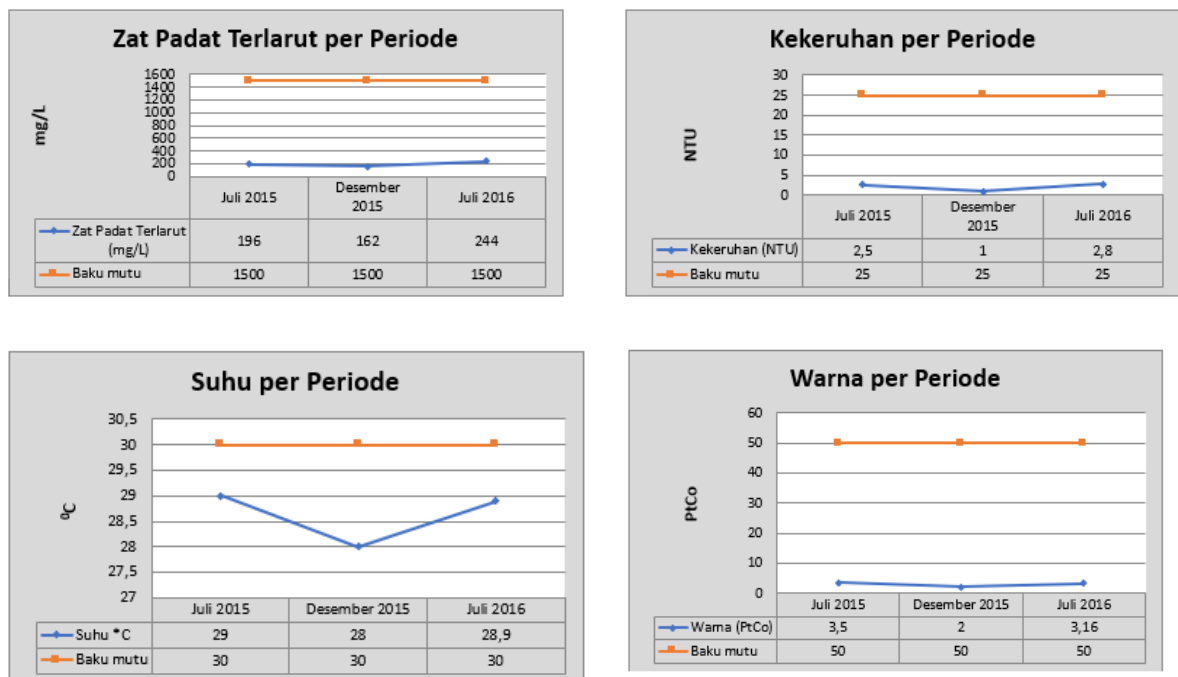 Zat Padat Terlarut per Periode
mg/L
1600
1400
1200
1000
800
600
400
200
0
Juli 2015 Desember 2015 Juli 2016
Zat Padat Terlarut (mg/L) 196 162 244
Baku mutu 1500 1500 1500
Kekeruhan per Periode
NTU
30
25
20
15
10
5
0
Juli 2015 Desember 2015 Juli 2016
Kekeruhan (NTU) 2,5 1 2,8
Baku mutu 25 25 25
Suhu per Periode
⁰C
30,5
30
29,5
29
28,5
28
27,5
27
Juli 2015 Desember 2015 Juli 2016
Suhu °C 29 28 28,9
Baku mutu 30 30 30
Warna per Periode
PtCo
60
50
40
30
20
10
0
Juli 2015 Desember 2015 Juli 2016
Warna (PtCo) 3,5 2 3,16
Baku mutu 50 50 50